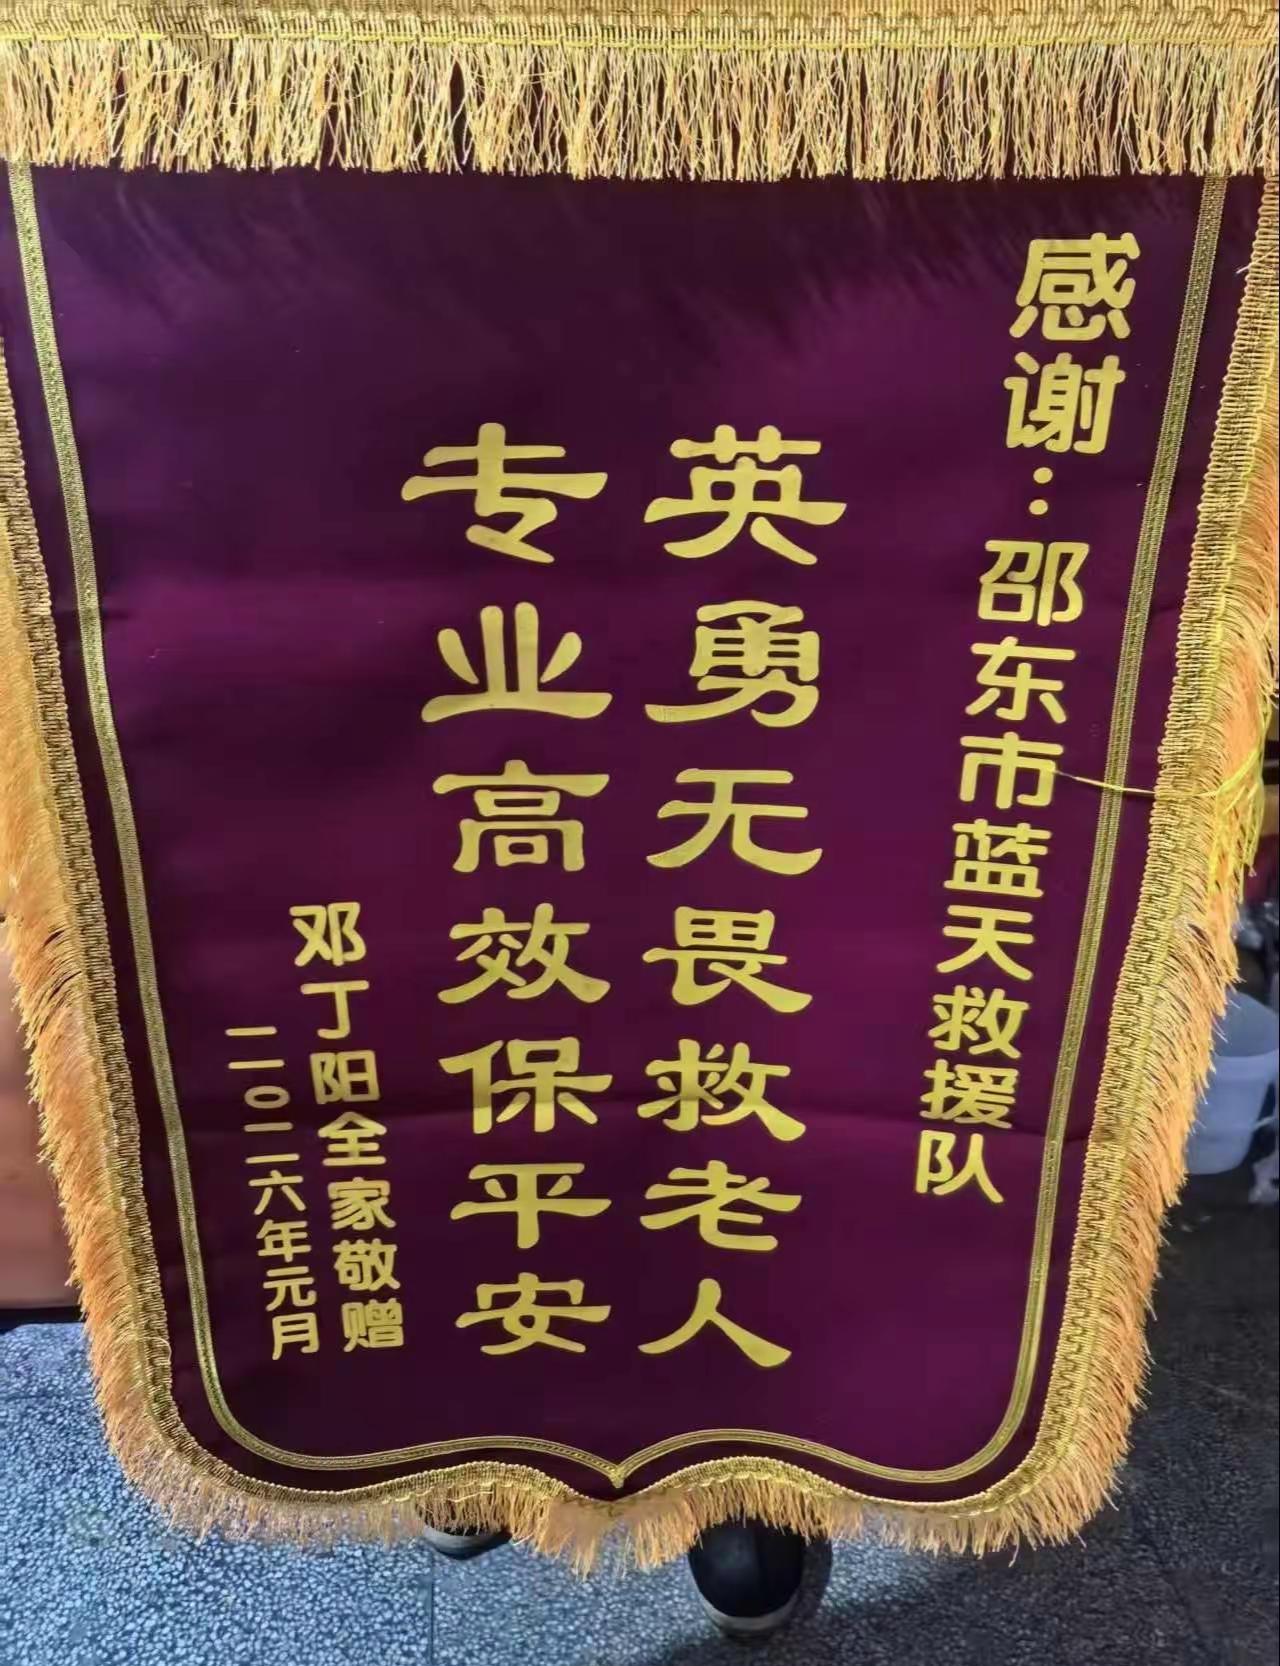 感谢：邵东市蓝天救援队
英勇无畏救老人
专业高效保平安
邓丁阳全家敬赠
二0二六年元月